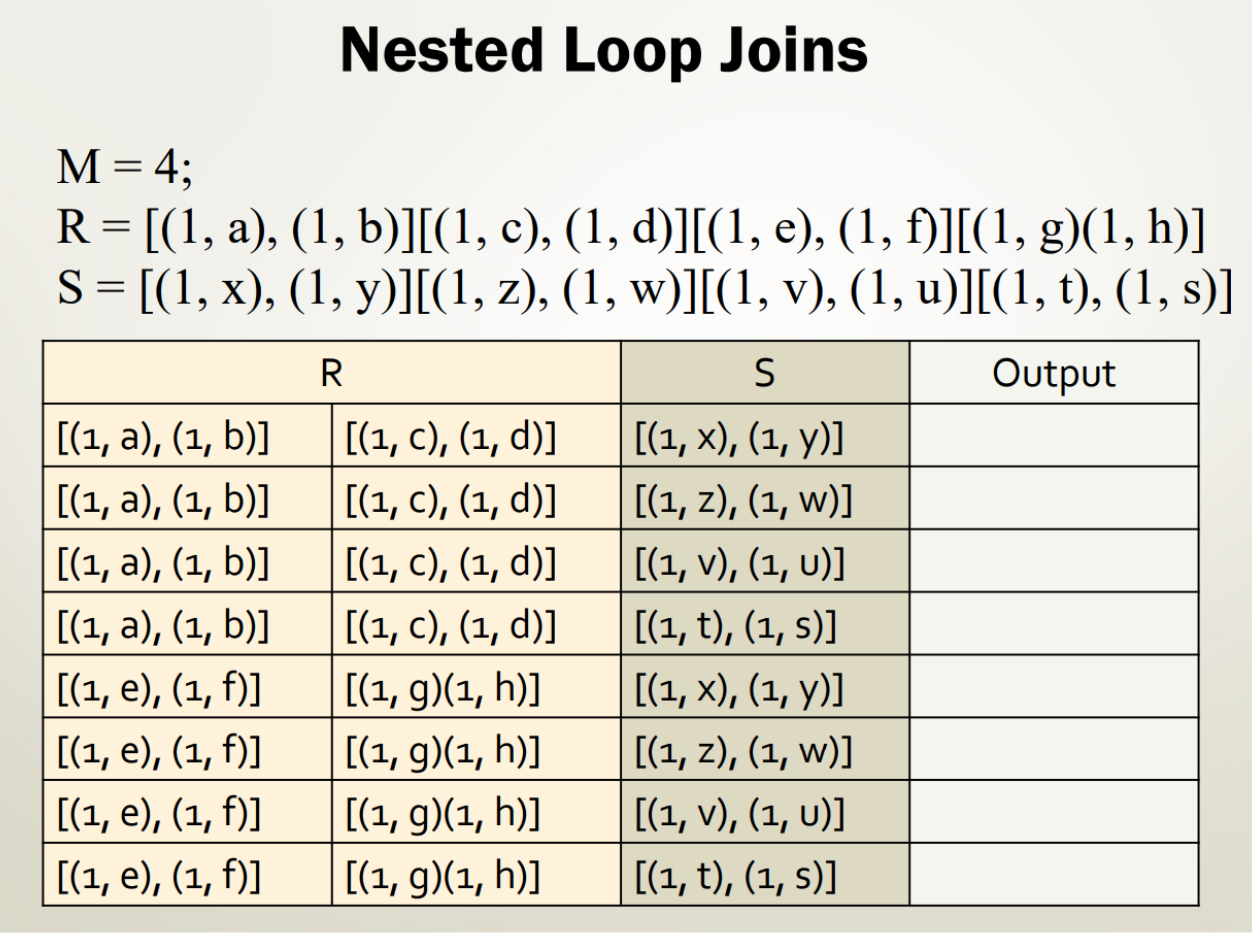 Nested Loop Joins
M = 4;
R = [(1, a), (1, b)][(1, c), (1, d)][(1, e), (1, f)][(1, g)(1, h)]
S = [(1, x), (1, y)][(1, z), (1, w)][(1, v), (1, u)][(1, t), (1, s)]
R S Output
[(1, a), (1, b)] [(1, c), (1, d)] [(1, x), (1, y)]
[(1, a), (1, b)] [(1, c), (1, d)] [(1, z), (1, w)]
[(1, a), (1, b)] [(1, c), (1, d)] [(1, v), (1, u)]
[(1, a), (1, b)] [(1, c), (1, d)] [(1, t), (1, s)]
[(1, e), (1, f)] [(1, g)(1, h)] [(1, x), (1, y)]
[(1, e), (1, f)] [(1, g)(1, h)] [(1, z), (1, w)]
[(1, e), (1, f)] [(1, g)(1, h)] [(1, v), (1, u)]
[(1, e), (1, f)] [(1, g)(1, h)] [(1, t), (1, s)]